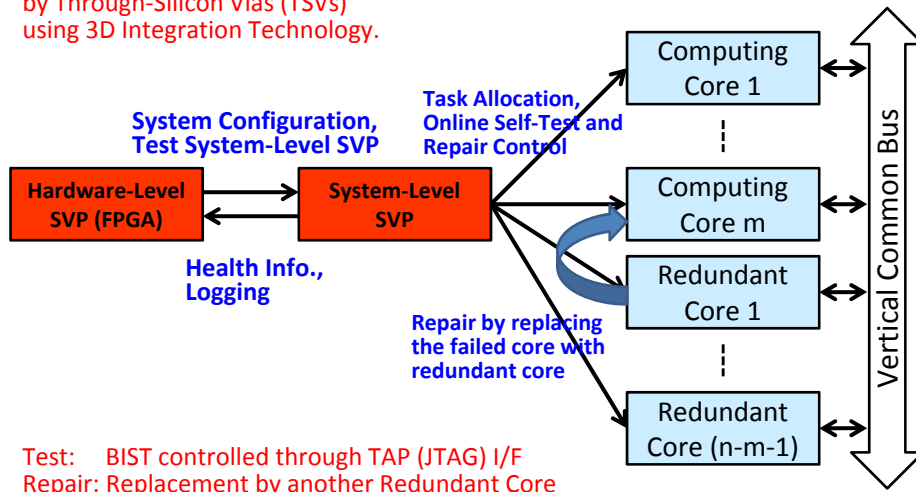 by Through-Silicon Vias (TSVs)
using 3D Integration Technology.
System Configuration,
Test System-Level SVP
Hardware-Level
SVP (FPGA)
System-Level
SVP
Health Info.,
Logging
Task Allocation,
Online Self-Test and
Repair Control
Repair by replacing
the failed core with
redundant core
Computing
Core 1
Computing
Core m
Redundant
Core 1
Redundant
Core (n-m-1)
Vertical Common Bus
Test: BIST controlled through TAP (JTAG) I/F
Repair: Replacement by another Redundant Core